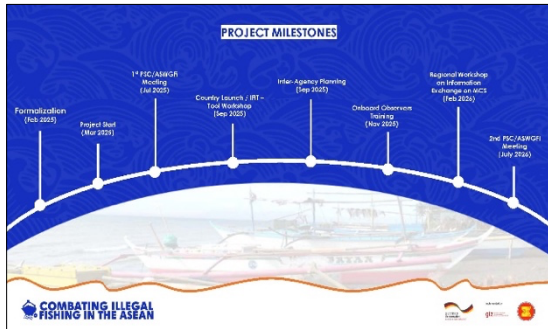 PROJECT MILESTONES
Formalization
(Feb 2025)
Project Start
(Mar 2025)
1st PSC/ASWGFi
Meeting
(Jul 2025)
Country Launch / IRT –
Tool Workshop
(Sep 2025)
Inter-Agency Planning
(Sep 2025)
Onboard Observers
Training
(Nov 2025)
Regional Workshop
on Information
Exchange on MCS
(Feb 2026)
2nd PSC/ASWGFI
Meeting
(July 2026)
COMBATING ILLEGAL
FISHING IN THE ASEAN
giz